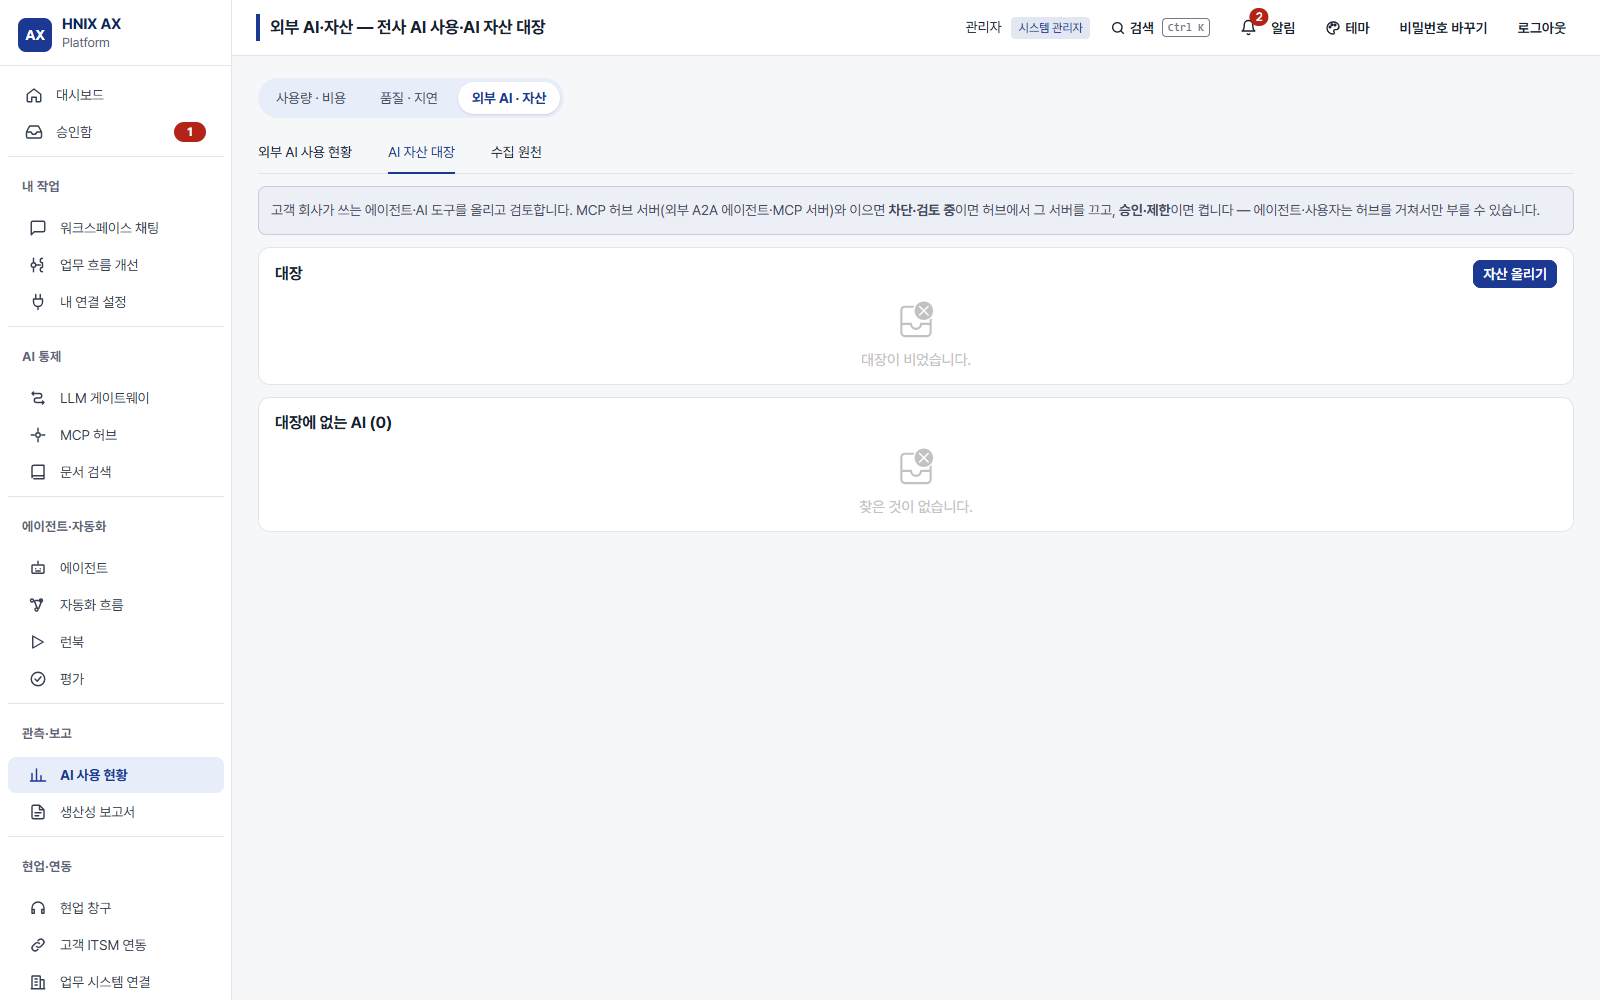 AX
HNIX AX
Platform
대시보드
승인함
1
내 작업
워크스페이스 채팅
업무 흐름 개선
내 연결 설정
AI 통제
LLM 게이트웨이
MCP 허브
문서 검색
에이전트·자동화
에이전트
자동화 흐름
런북
평가
관측·보고
AI 사용 현황
생산성 보고서
현업·연동
현업 창구
고객 ITSM 연동
업무 시스템 연결
외부 AI·자산 — 전사 AI 사용·AI 자산 대장
관리자
시스템 관리자
검색
Ctrl K
2
알림
테마
비밀번호 바꾸기
로그아웃
사용량 · 비용
품질 · 지연
외부 AI · 자산
외부 AI 사용 현황
AI 자산 대장
수집 원천
고객 회사가 쓰는 에이전트·AI 도구를 올리고 검토합니다. MCP 허브 서버(외부 A2A 에이전트·MCP 서버)와 이으면 차단·검토 중이면 허브에서 그 서버를 끄고, 승인·제한이면 켭니다 — 에이전트·사용자는 허브를 거쳐서만 부를 수 있습니다.
대장
자산 올리기
대장이 비었습니다.
대장에 없는 AI (0)
찾은 것이 없습니다.